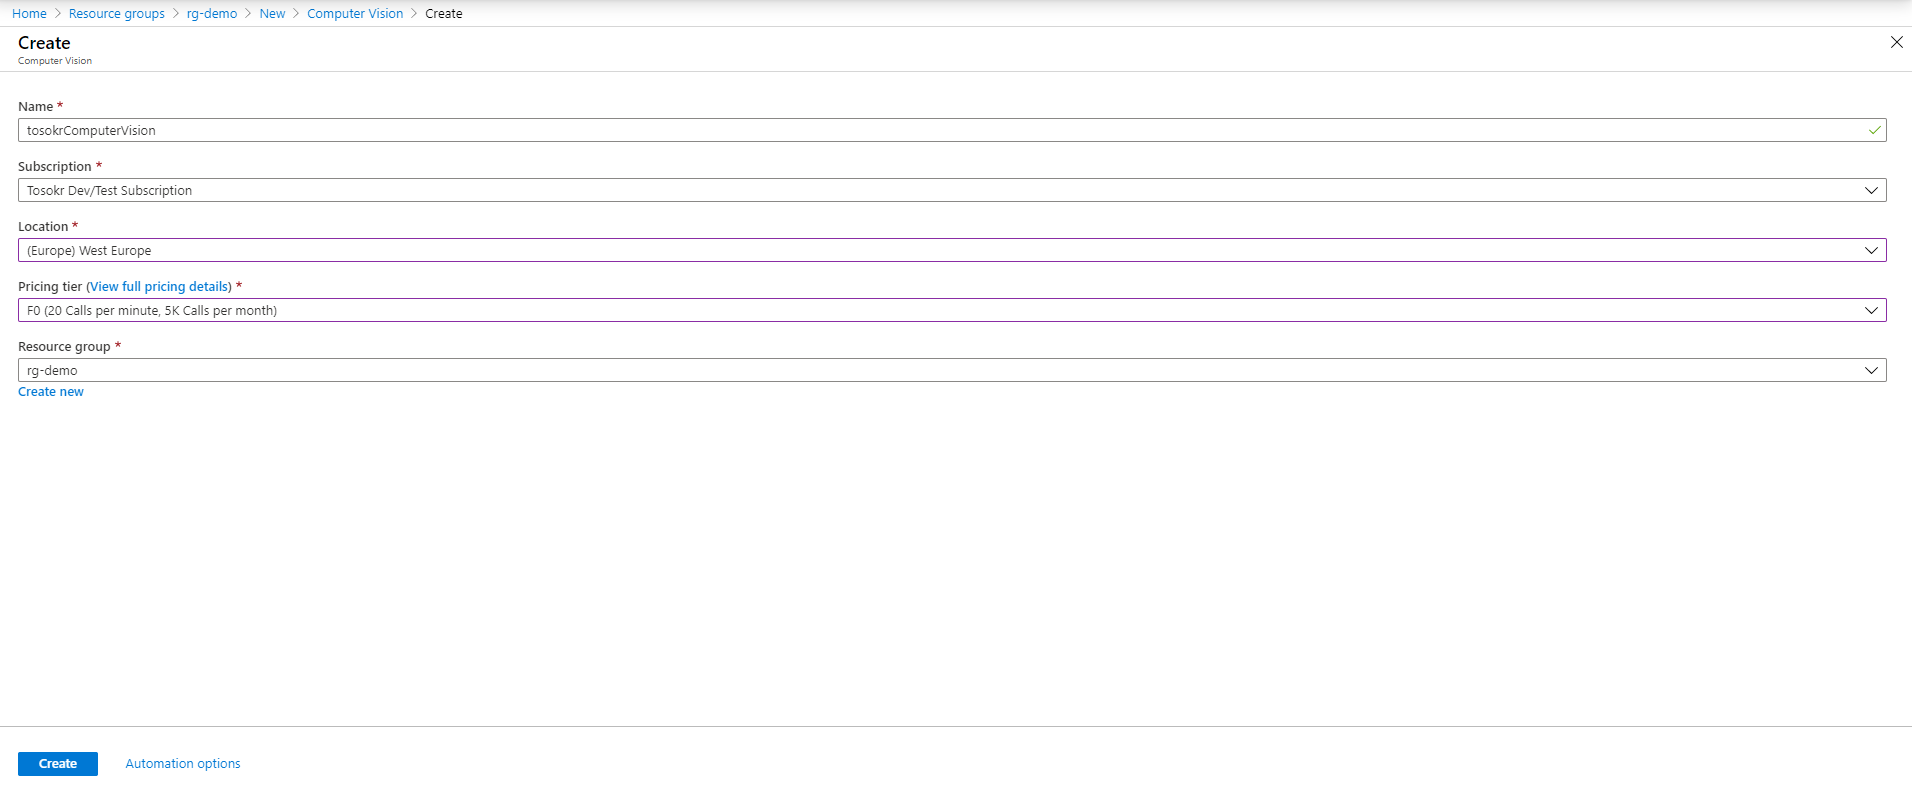 Home > Resource groups > rg-demo > New > Computer Vision > Create
Create
Computer Vision
Name *
tosokrComputerVision
Subscription *
Tosokr Dev/Test Subscription
Location *
(Europe) West Europe
Pricing tier (View full pricing details) *
F0 (20 Calls per minute, 5K Calls per month)
Resource group *
rg-demo
Create new
Create Automation options